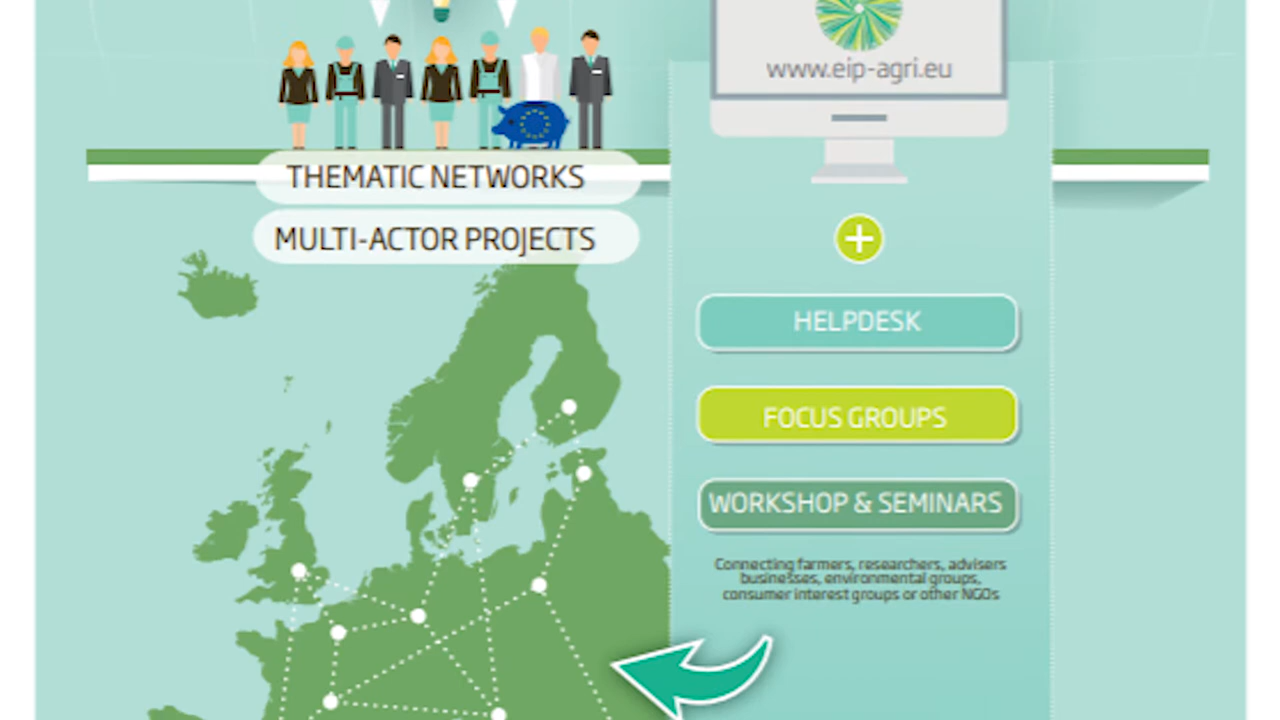 www.eip-agri.eu
THEMATIC NETWORKS
MULTI-ACTOR PROJECTS
HELPDESK
FOCUS GROUPS
WORKSHOP & SEMINARS
Connecting farmers, researchers, advisers
businesses, environmental groups,
consumer interest groups or other NGOs